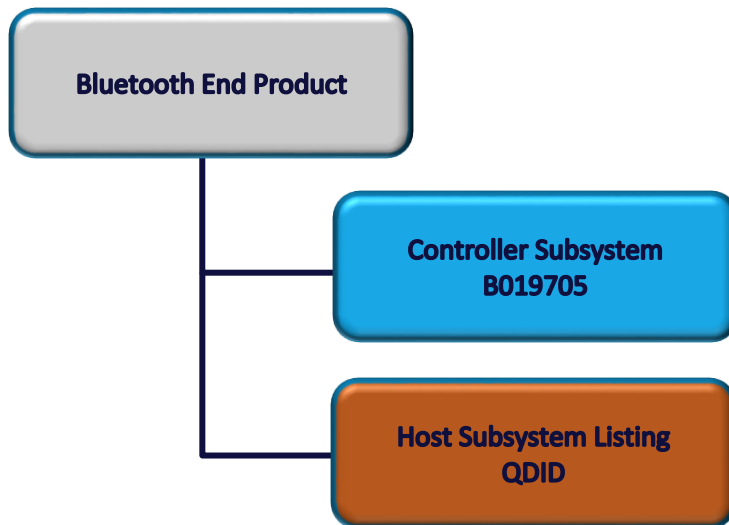 Bluetooth End Product
Controller Subsystem
B019705
Host Subsystem Listing
QDID